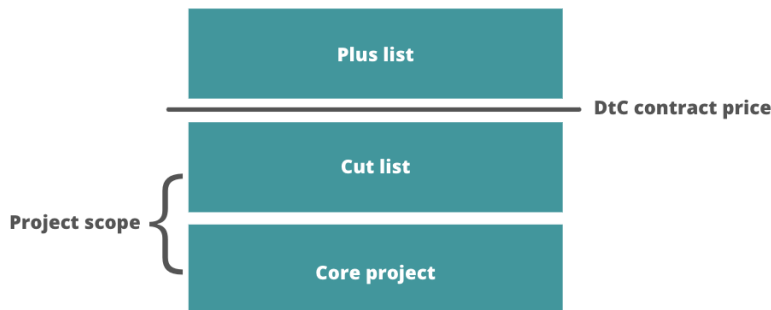 Plus list
DtC contract price
Cut list
Project scope
Core project